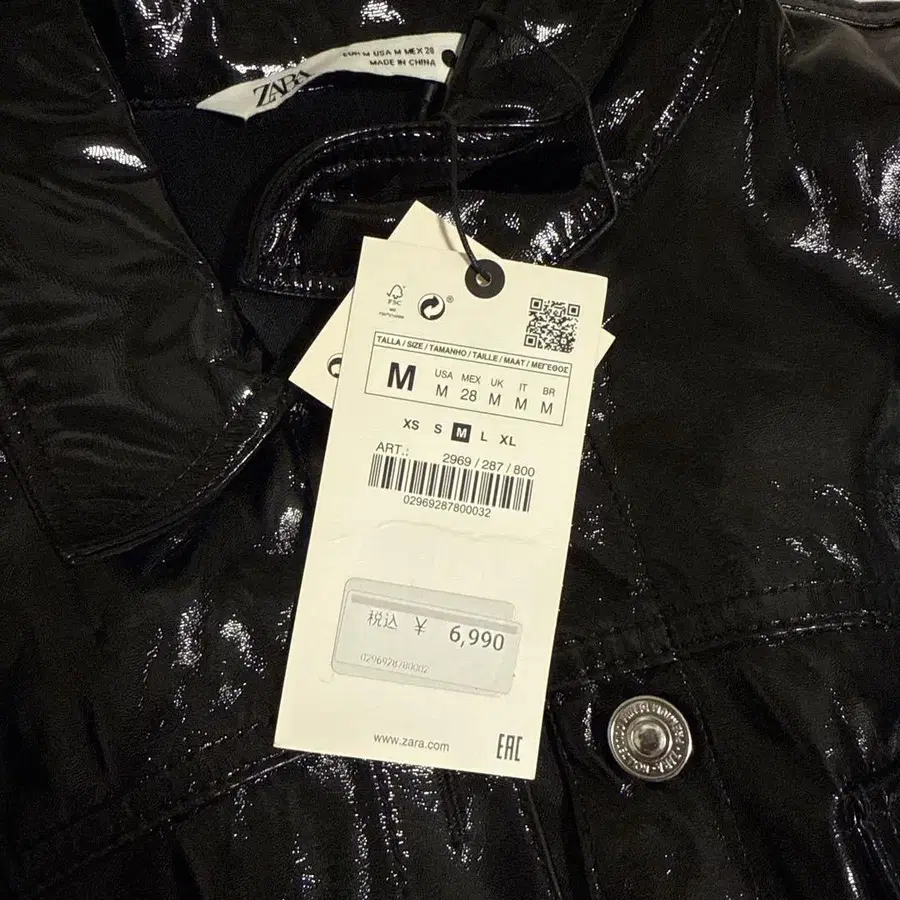 ZARA
EUR M USA M MEX 28
MADE IN CHINA
FSC
®
TALLA / SIZE / TAMANHO / TAILLE / MAAT / ΜΕΓΕΘΟΣ
M
USA MEX UK IT BR
M 28 M M M
XS S M L XL
ART.: 2969 / 287 / 800
02969287800032
税込 ¥ 6,990
www.zara.com
EAC